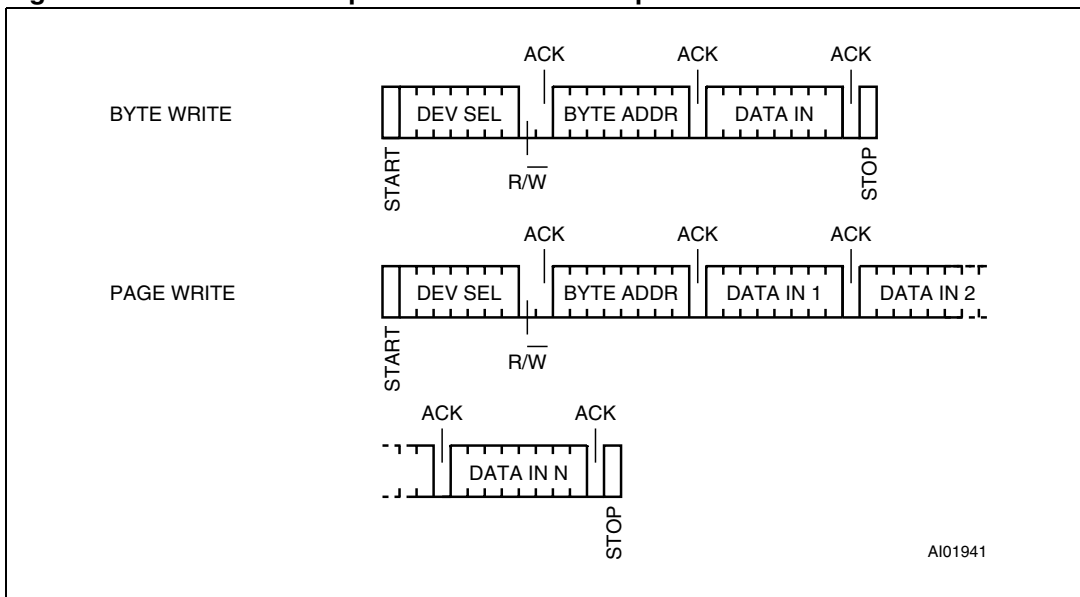 ACK ACK ACK
BYTE WRITE DEV SEL BYTE ADDR DATA IN
START R/W̅ STOP
ACK ACK ACK
PAGE WRITE DEV SEL BYTE ADDR DATA IN 1 DATA IN 2
START R/W̅
ACK ACK
DATA IN N
STOP
AI01941